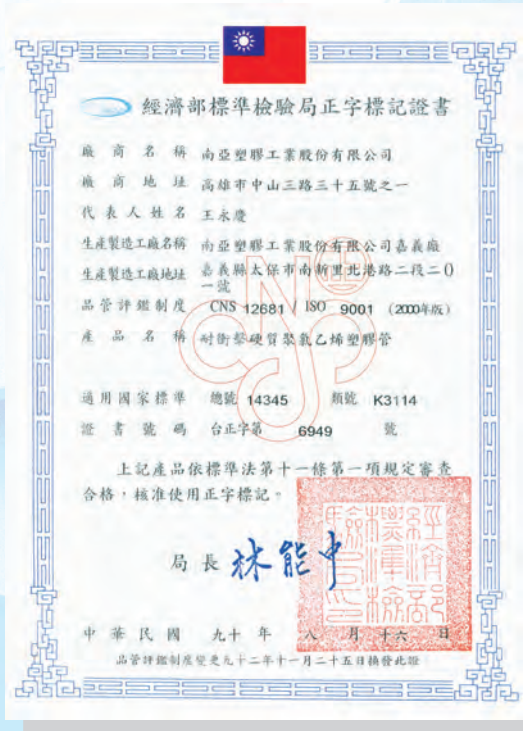 經濟部標準檢驗局正字標記證書
廠商名稱 南亞塑膠工業股份有限公司
廠商地址 高雄市中山三路三十五號之一
代表人姓名 王永慶
生產製造工廠名稱 南亞塑膠工業股份有限公司嘉義廠
生產製造工廠地址 嘉義縣太保市南新里北港路二段二0
一號
品管評鑑制度 CNS 12681 / ISO 9001 (2000年版)
產品名稱 耐衝擊硬質聚氯乙烯塑膠管
適用國家標準 總號 14345 類號 K3114
證書號碼 台正字第 6949 號
上記產品依標準法第十一條第一項規定審查
合格，核准使用正字標記。
局長 林能中
中華民國 九十年 八月十六日
品管評鑑制度變更九十二年十一月二十五日換發此證